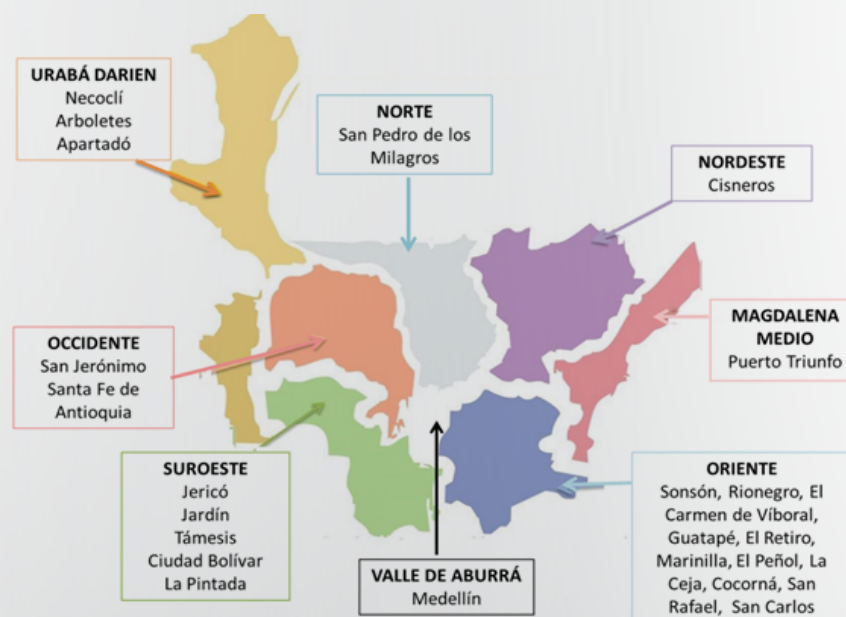 URABÁ DARIEN
Necoclí
Arboletes
Apartadó
NORTE
San Pedro de los
Milagros
NORDESTE
Cisneros
OCCIDENTE
San Jerónimo
Santa Fe de
Antioquia
MAGDALENA
MEDIO
Puerto Triunfo
SUROESTE
Jericó
Jardín
Támesis
Ciudad Bolívar
La Pintada
VALLE DE ABURRÁ
Medellín
ORIENTE
Sonsón, Rionegro, El
Carmen de Víboral,
Guatapé, El Retiro,
Marinilla, El Peñol, La
Ceja, Cocorná, San
Rafael, San Carlos